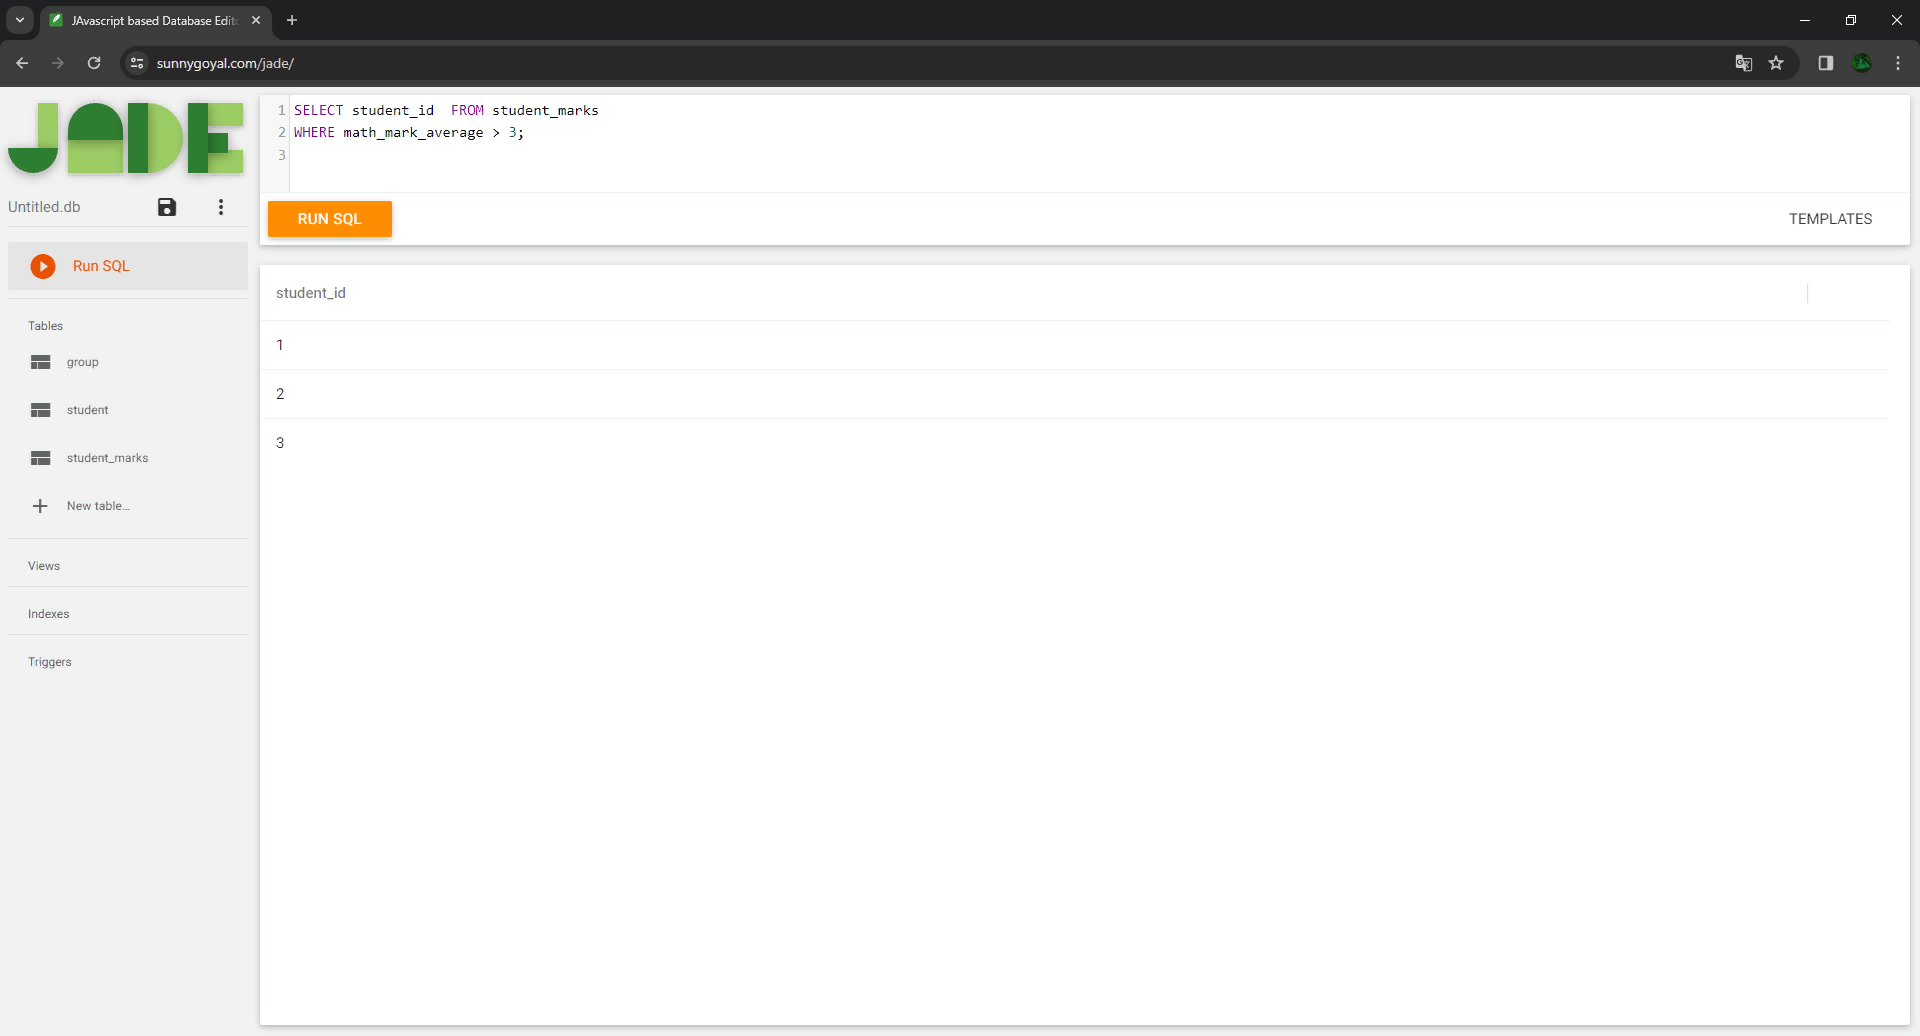 JAvascript based Database Edit
sunnygoyal.com/jade/
JADE
Untitled.db
Run SQL
Tables
group
student
student_marks
New table...
Views
Indexes
Triggers
1 SELECT student_id  FROM student_marks
2 WHERE math_mark_average > 3;
3
RUN SQL
TEMPLATES
student_id
1
2
3